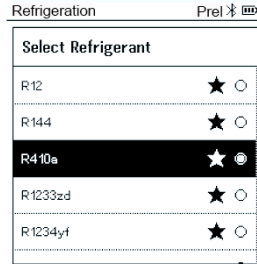 Refrigeration Prel
Select Refrigerant
R12
R144
R410a
R1233zd
R1234yf